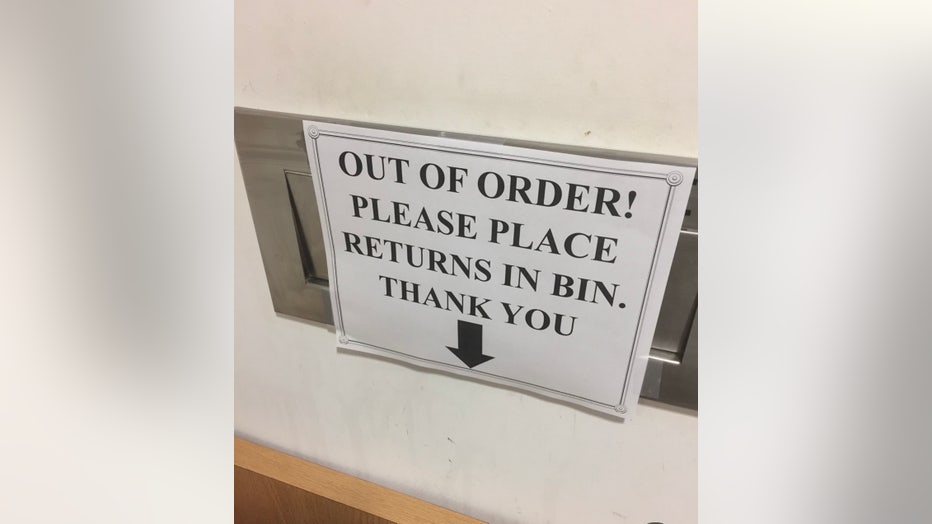 OUT OF ORDER!
PLEASE PLACE
RETURNS IN BIN.
THANK YOU